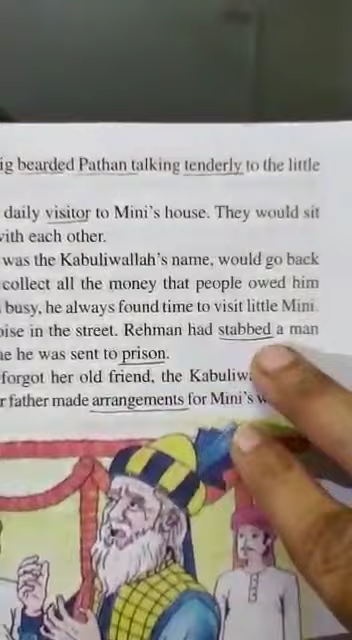 ig bearded Pathan talking tenderly to the little
daily visitor to Mini's house. They would sit
with each other.
was the Kabuliwallah's name, would go back
collect all the money that people owed him
busy, he always found time to visit little Mini.
oise in the street. Rehman had stabbed a man
he was sent to prison.
forgot her old friend, the Kabuliwa
r father made arrangements for Mini's w